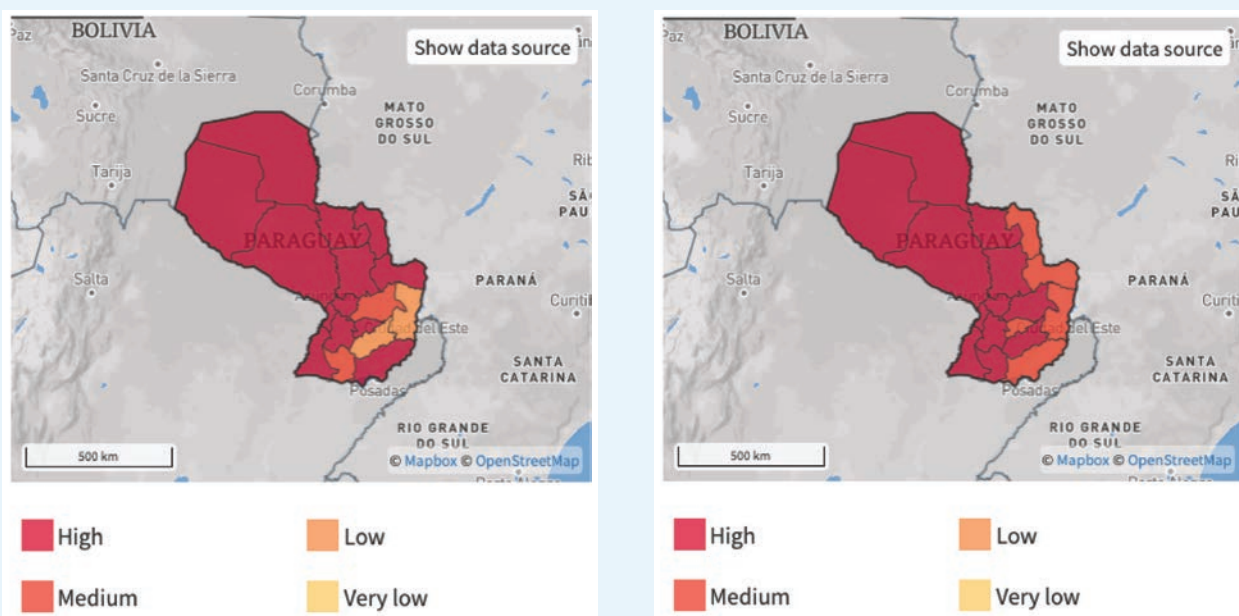 BOLIVIA
Show data source
Santa Cruz de la Sierra
Corumba
Sucre
MATO
GROSSO
DO SUL
Tarija
PARAGUAY
Salta
PARANÁ
Ciudad del Este
SANTA
CATARINA
Posadas
RIO GRANDE
DO SUL
500 km
© Mapbox © OpenStreetMap
High
Low
Medium
Very low
BOLIVIA
Show data source
Santa Cruz de la Sierra
Corumba
Sucre
MATO
GROSSO
DO SUL
Tarija
PARAGUAY
Salta
PARANÁ
SANTA
CATARINA
Posadas
RIO GRANDE
DO SUL
500 km
© Mapbox © OpenStreetMap
High
Low
Medium
Very low